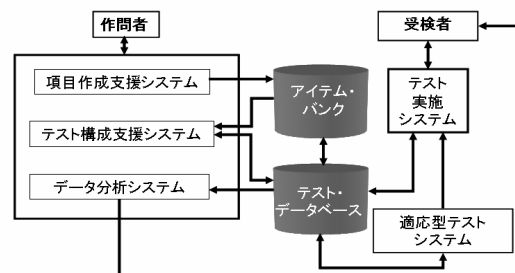 作問者
受検者
項目作成支援システム
アイテム・
バンク
テスト
実施
システム
テスト構成支援システム
データ分析システム
テスト・
データベース
適応型テスト
システム